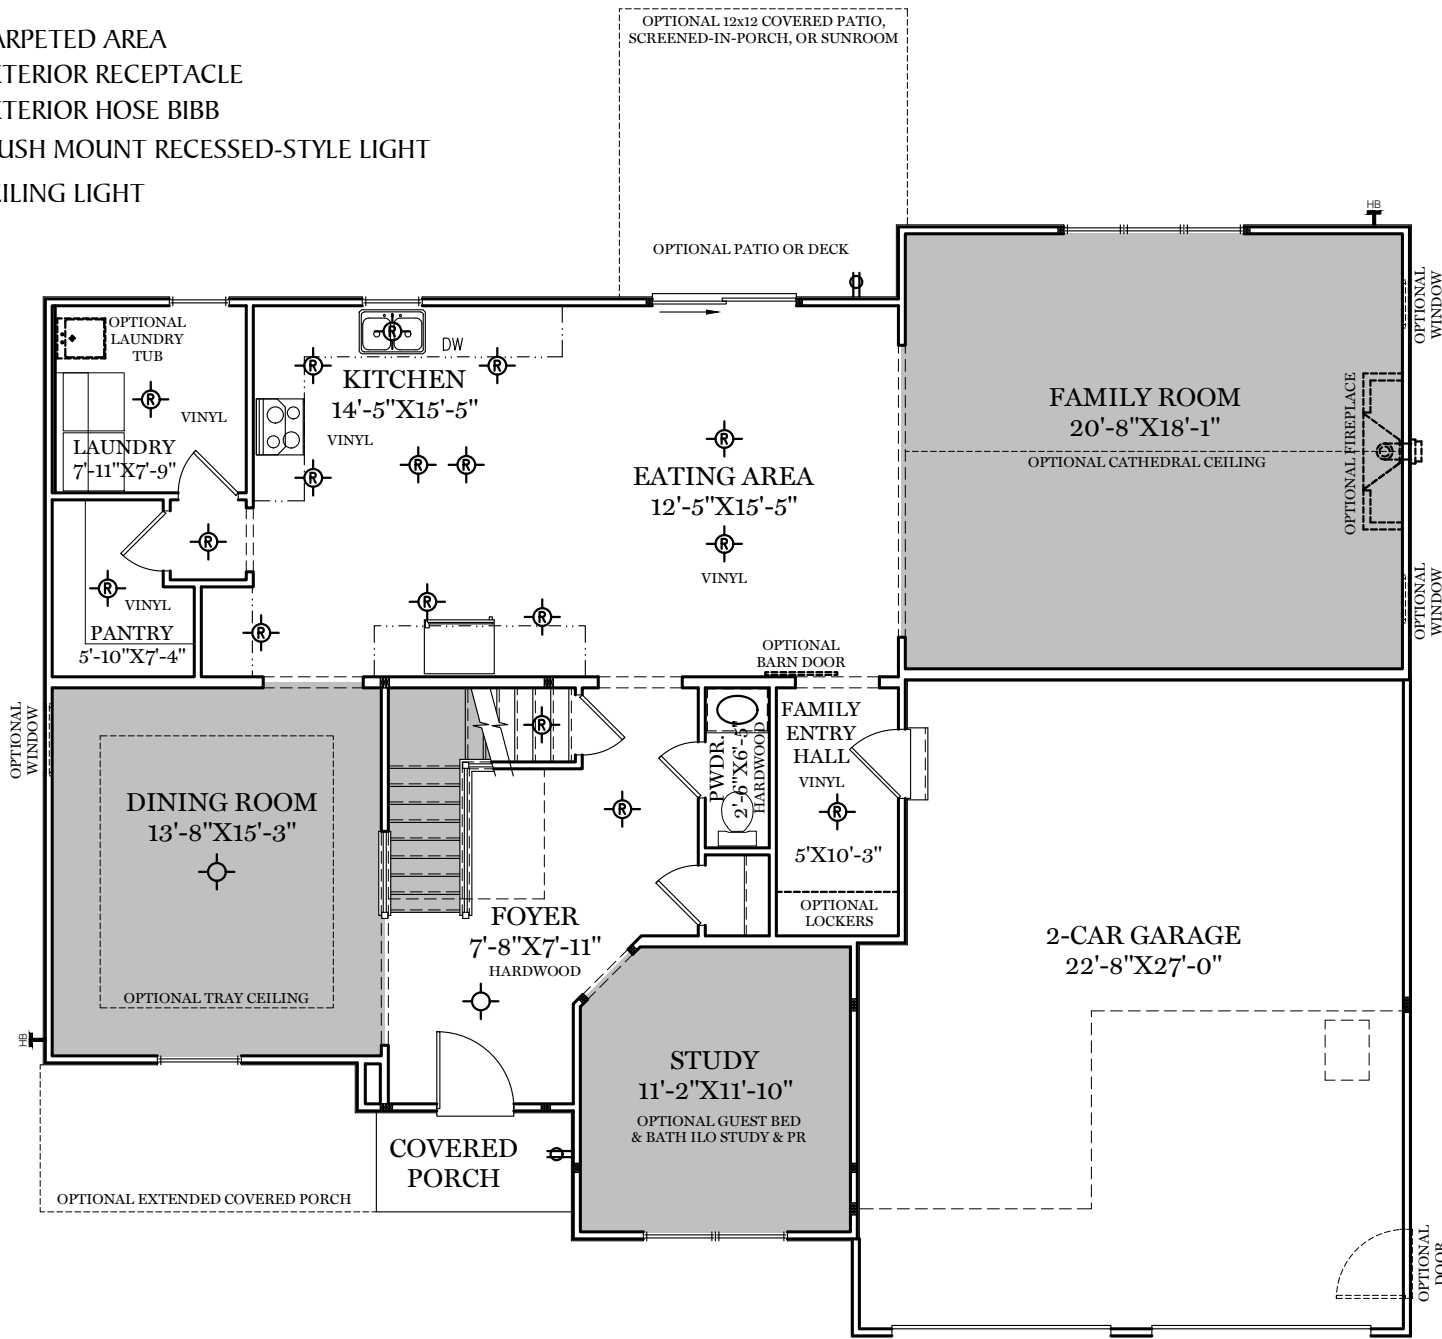 ARPETED AREA
TERIOR RECEPTACLE
TERIOR HOSE BIBB
USH MOUNT RECESSED-STYLE LIGHT
ILING LIGHT
OPTIONAL 12x12 COVERED PATIO,
SCREENED-IN-PORCH, OR SUNROOM
OPTIONAL PATIO OR DECK
HB
OPTIONAL
WINDOW
OPTIONAL
LAUNDRY
TUB
R
VINYL
LAUNDRY
7'-11"X7'-9"
R
DW
R
R
KITCHEN
14'-5"X15'-5"
VINYL
R
R
R
R
EATING AREA
12'-5"X15'-5"
R
VINYL
FAMILY ROOM
20'-8"X18'-1"
OPTIONAL CATHEDRAL CEILING
OPTIONAL FIREPLACE
OPTIONAL
WINDOW
R
R
VINYL
PANTRY
5'-10"X7'-4"
R
R
R
OPTIONAL
BARN DOOR
OPTIONAL
WINDOW
DINING ROOM
13'-8"X15'-3"
OPTIONAL TRAY CEILING
HB
R
R
PWDR.
2'-6"X6'-5"
HARDWOOD
FAMILY
ENTRY
HALL
VINYL
R
5'X10'-3"
OPTIONAL
LOCKERS
FOYER
7'-8"X7'-11"
HARDWOOD
2-CAR GARAGE
22'-8"X27'-0"
STUDY
11'-2"X11'-10"
OPTIONAL GUEST BED
& BATH ILO STUDY & PR
COVERED
PORCH
OPTIONAL EXTENDED COVERED PORCH
OPTIONAL
DOOR